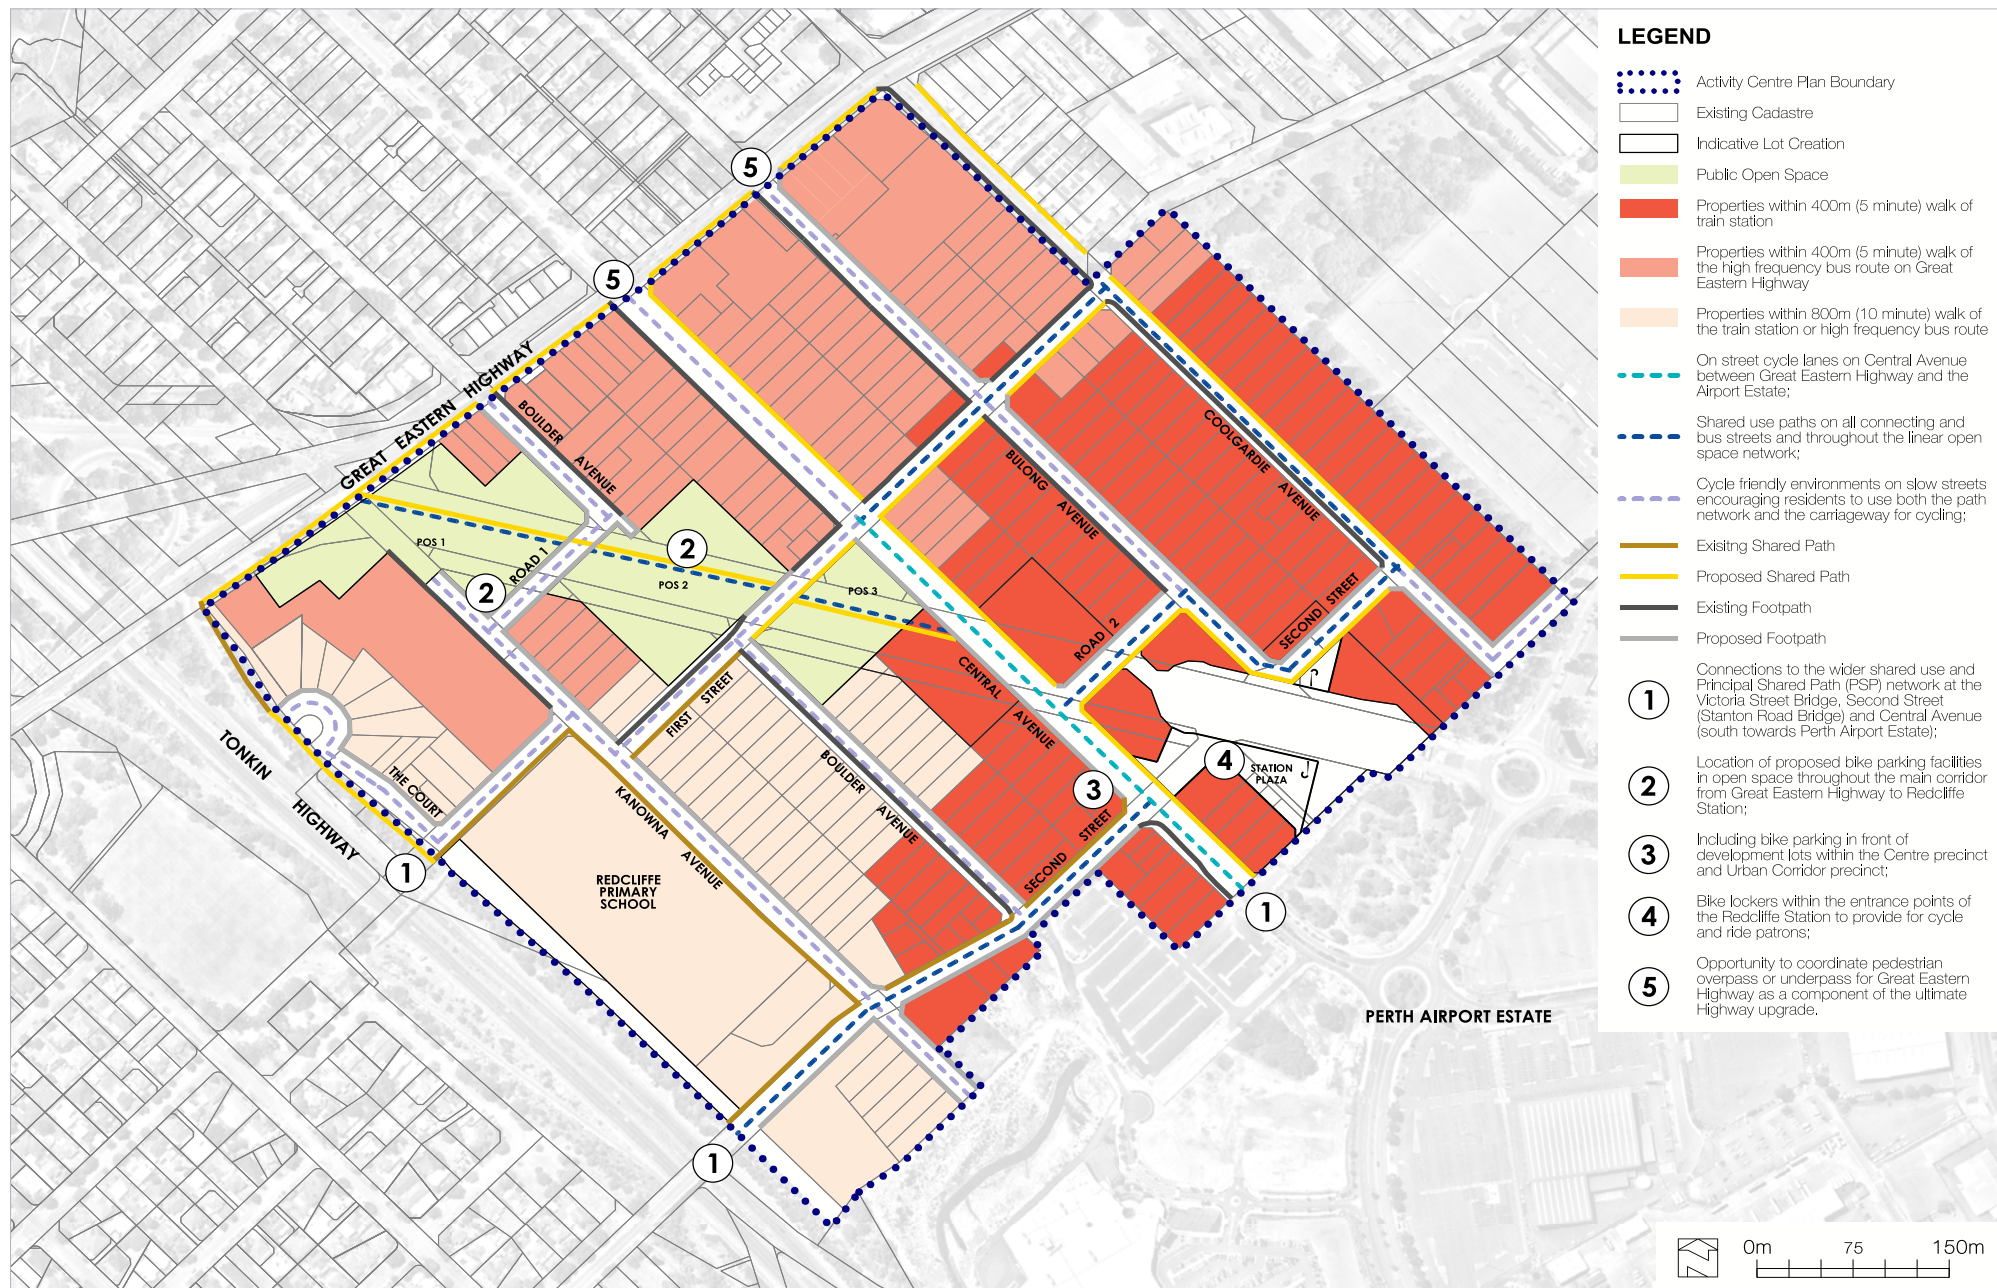 LEGEND
Activity Centre Plan Boundary
Existing Cadastre
Indicative Lot Creation
Public Open Space
Properties within 400m (5 minute) walk of
train station
Properties within 400m (5 minute) walk of
the high frequency bus route on Great
Eastern Highway
Properties within 800m (10 minute) walk of
the train station or high frequency bus route
On street cycle lanes on Central Avenue
between Great Eastern Highway and the
Airport Estate;
Shared use paths on all connecting and
bus streets and throughout the linear open
space network;
Cycle friendly environments on slow streets
encouraging residents to use both the path
network and the carriageway for cycling;
Exisitng Shared Path
Proposed Shared Path
Existing Footpath
Proposed Footpath
1
Connections to the wider shared use and
Principal Shared Path (PSP) network at the
Victoria Street Bridge, Second Street
(Stanton Road Bridge) and Central Avenue
(south towards Perth Airport Estate);
2
Location of proposed bike parking facilities
in open space throughout the main corridor
from Great Eastern Highway to Redcliffe
Station;
3
Including bike parking in front of
development lots within the Centre precinct
and Urban Corridor precinct;
4
Bike lockers within the entrance points of
the Redcliffe Station to provide for cycle
and ride patrons;
5
Opportunity to coordinate pedestrian
overpass or underpass for Great Eastern
Highway as a component of the ultimate
Highway upgrade.
0m 75 150m
5
5
GREAT EASTERN HIGHWAY
BOULDER AVENUE
COOLGARDIE AVENUE
BULONG AVENUE
POS 1
ROAD 1
2
2
POS 2
POS 3
SECOND STREET
ROAD 2
CENTRAL AVENUE
FIRST STREET
TONKIN HIGHWAY
THE COURT
KANOWNA AVENUE
BOULDER AVENUE
4
STATION
PLAZA
3
SECOND STREET
1
REDCLIFFE
PRIMARY
SCHOOL
1
PERTH AIRPORT ESTATE
1